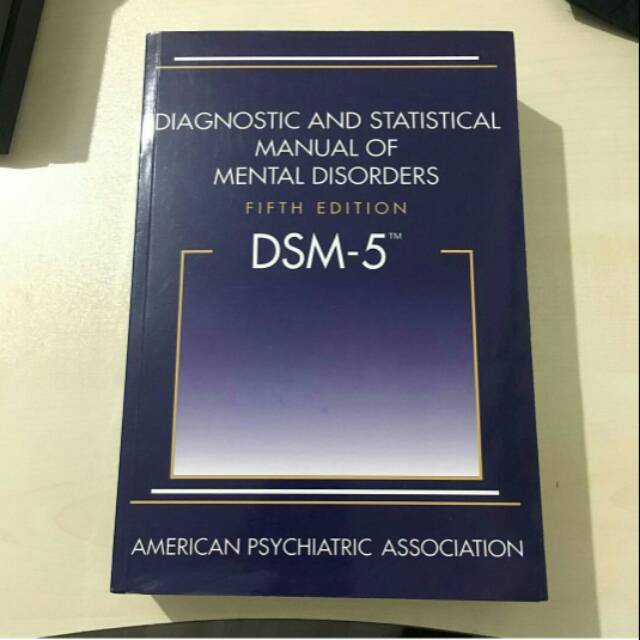 DIAGNOSTIC AND STATISTICAL
MANUAL OF
MENTAL DISORDERS
FIFTH EDITION
DSM-5™
AMERICAN PSYCHIATRIC ASSOCIATION